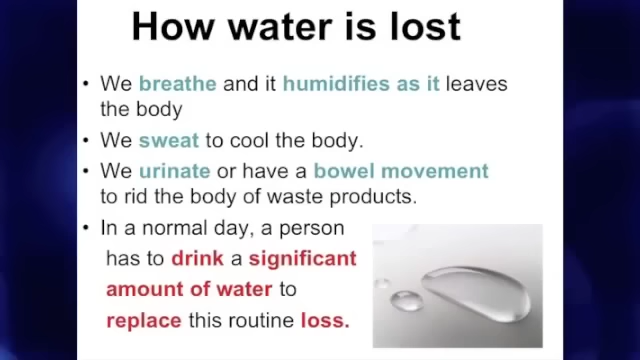 How water is lost
• We breathe and it humidifies as it leaves
the body
• We sweat to cool the body.
• We urinate or have a bowel movement
to rid the body of waste products.
• In a normal day, a person
has to drink a significant
amount of water to
replace this routine loss.